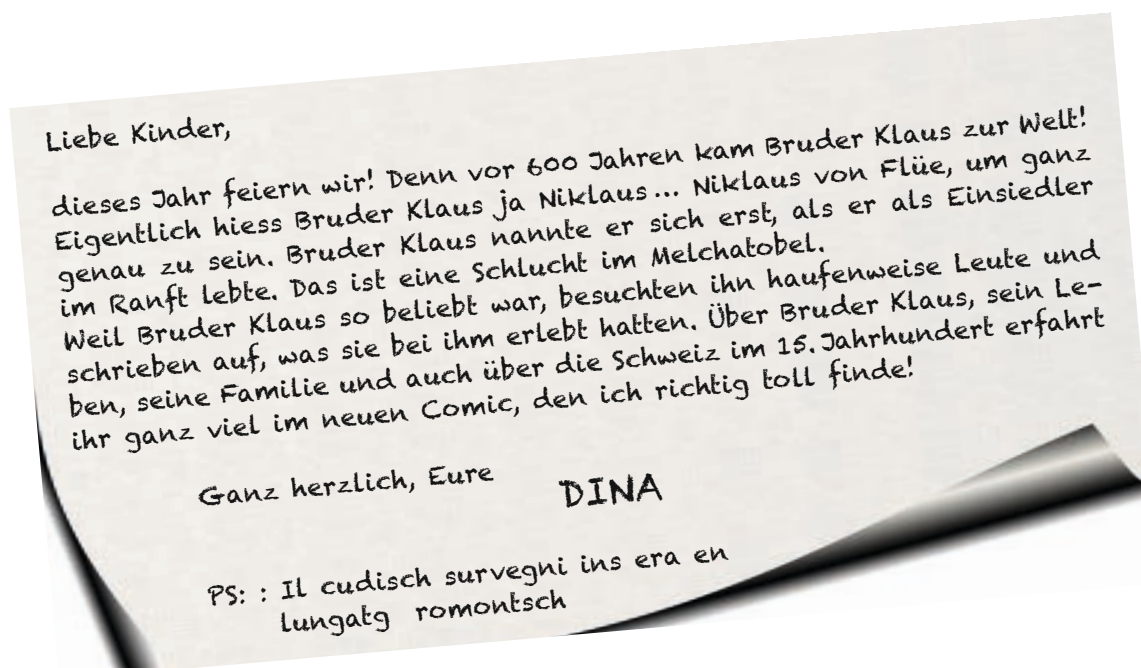 Liebe Kinder,
dieses Jahr feiern wir! Denn vor 600 Jahren kam Bruder Klaus zur Welt!
Eigentlich hiess Bruder Klaus ja Niklaus... Niklaus von Flüe, um ganz
genau zu sein. Bruder Klaus nannte er sich erst, als er als Einsiedler
im Ranft lebte. Das ist eine Schlucht im Melchatobel.
Weil Bruder Klaus so beliebt war, besuchten ihn haufenweise Leute und
schrieben auf, was sie bei ihm erlebt hatten. Über Bruder Klaus, sein Le-
ben, seine Familie und auch über die Schweiz im 15. Jahrhundert erfahrt
ihr ganz viel im neuen Comic, den ich richtig toll finde!
Ganz herzlich, Eure
DINA
PS: : Il cudisch survegni ins era en
lungatg romontsch